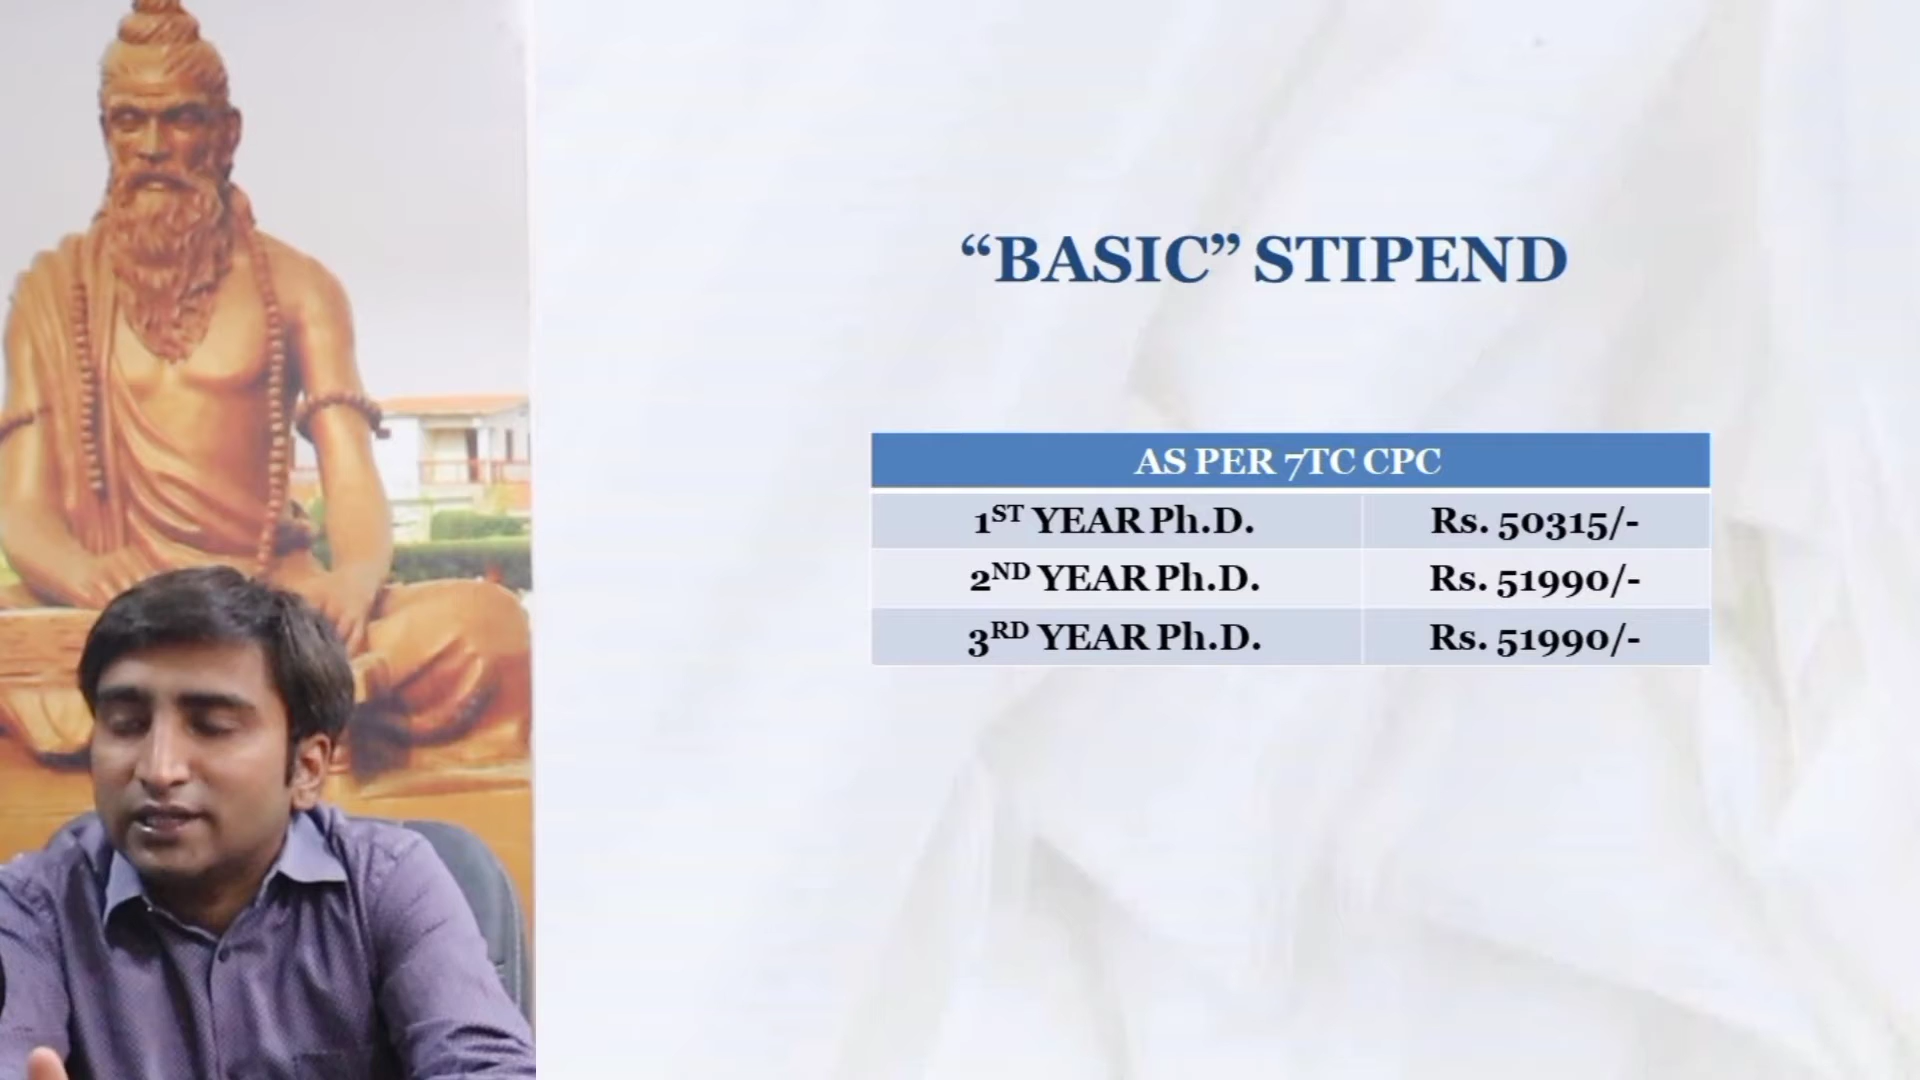 “BASIC” STIPEND
AS PER 7TC CPC
1ST YEAR Ph.D. Rs. 50315/-
2ND YEAR Ph.D. Rs. 51990/-
3RD YEAR Ph.D. Rs. 51990/-